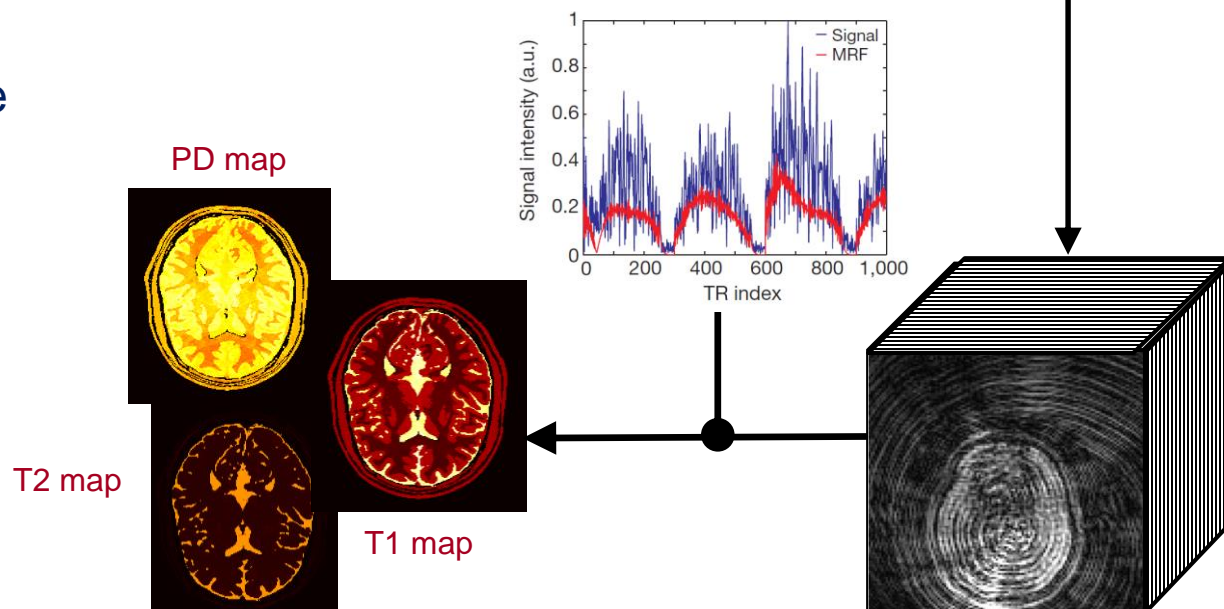 e
PD map
T2 map
T1 map
Signal intensity (a.u.)
1
0.8
0.6
0.4
0.2
0
Signal
MRF
0 200 400 600 800 1,000
TR index